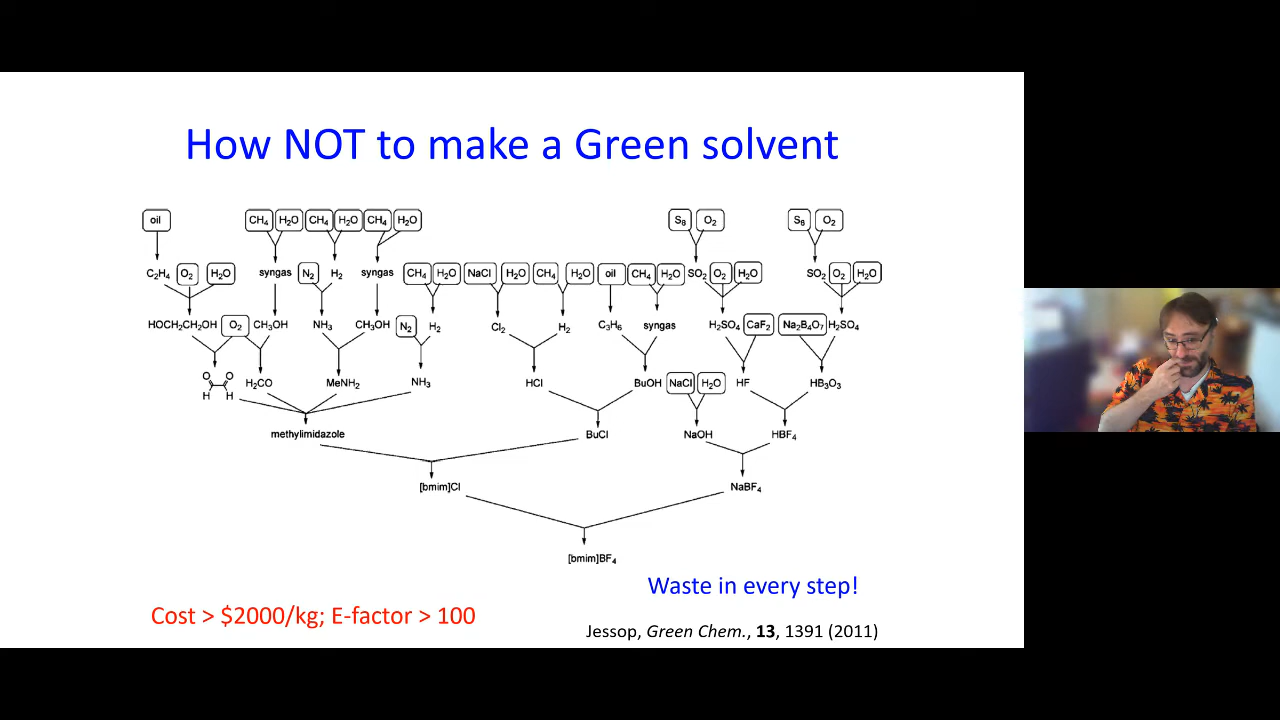 How NOT to make a Green solvent
oil CH₄ H₂O CH₄ H₂O CH₄ H₂O S₈ O₂ S₈ O₂
C₂H₄ O₂ H₂O syngas N₂ H₂ syngas CH₄ H₂O NaCl H₂O CH₄ H₂O oil CH₄ H₂O SO₂ O₂ H₂O SO₂ O₂ H₂O
HOCH₂CH₂OH O₂ CH₃OH NH₃ CH₃OH N₂ H₂ Cl₂ H₂ C₃H₆ syngas H₂SO₄ CaF₂ Na₂B₄O₇ H₂SO₄
O O H H H₂CO MeNH₂ NH₃ HCl BuOH NaCl H₂O HF HB₃O₃
methylimidazole BuCl NaOH HBF₄
[bmim]Cl NaBF₄
[bmim]BF₄
Waste in every step!
Cost > $2000/kg; E-factor > 100
Jessop, Green Chem., 13, 1391 (2011)